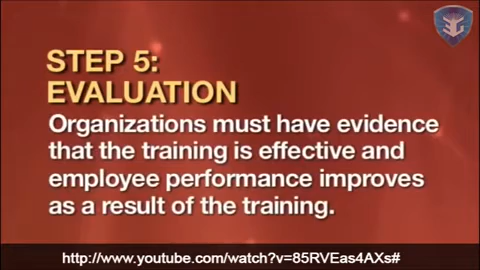 STEP 5:
EVALUATION
Organizations must have evidence
that the training is effective and
employee performance improves
as a result of the training.
http://www.youtube.com/watch?v=85RVEas4AXs#